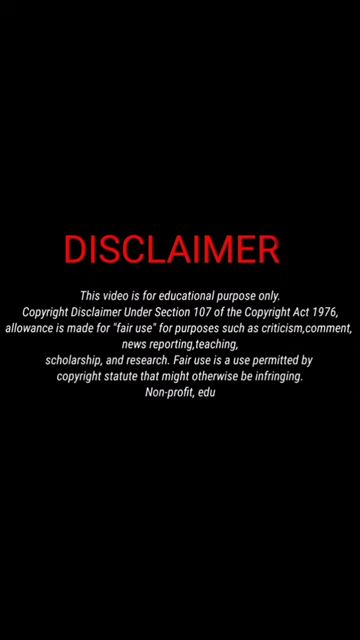 DISCLAIMER
This video is for educational purpose only.
Copyright Disclaimer Under Section 107 of the Copyright Act 1976,
allowance is made for "fair use" for purposes such as criticism,comment,
news reporting,teaching,
scholarship, and research. Fair use is a use permitted by
copyright statute that might otherwise be infringing.
Non-profit, edu